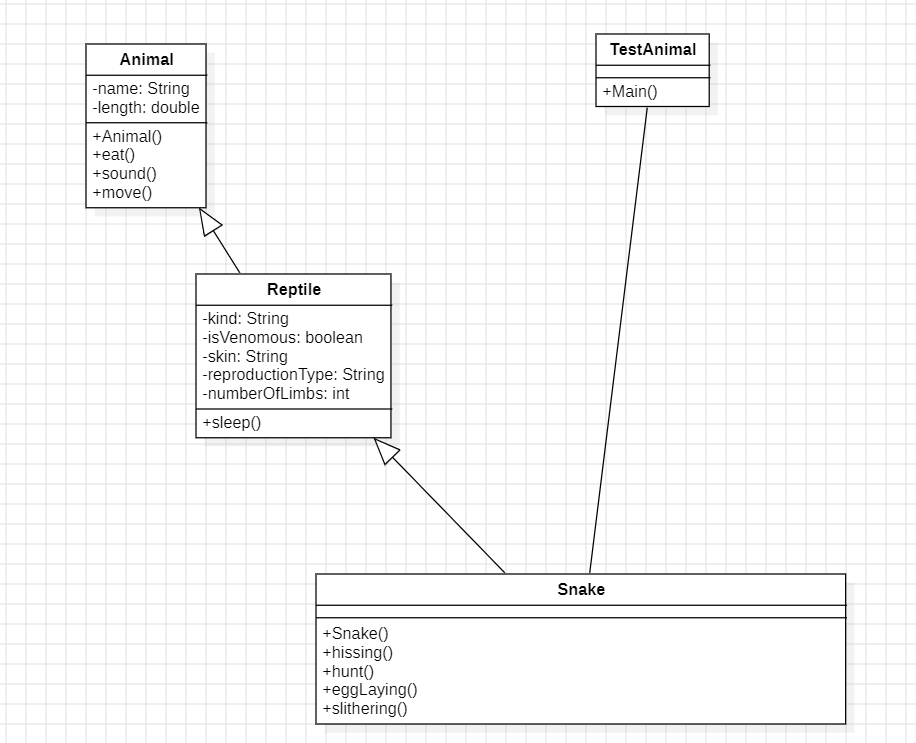 Animal
-name: String
-length: double
+Animal()
+eat()
+sound()
+move()
TestAnimal
+Main()
Reptile
-kind: String
-isVenomous: boolean
-skin: String
-reproductionType: String
-numberOfLimbs: int
+sleep()
Snake
+Snake()
+hissing()
+hunt()
+eggLaying()
+slithering()